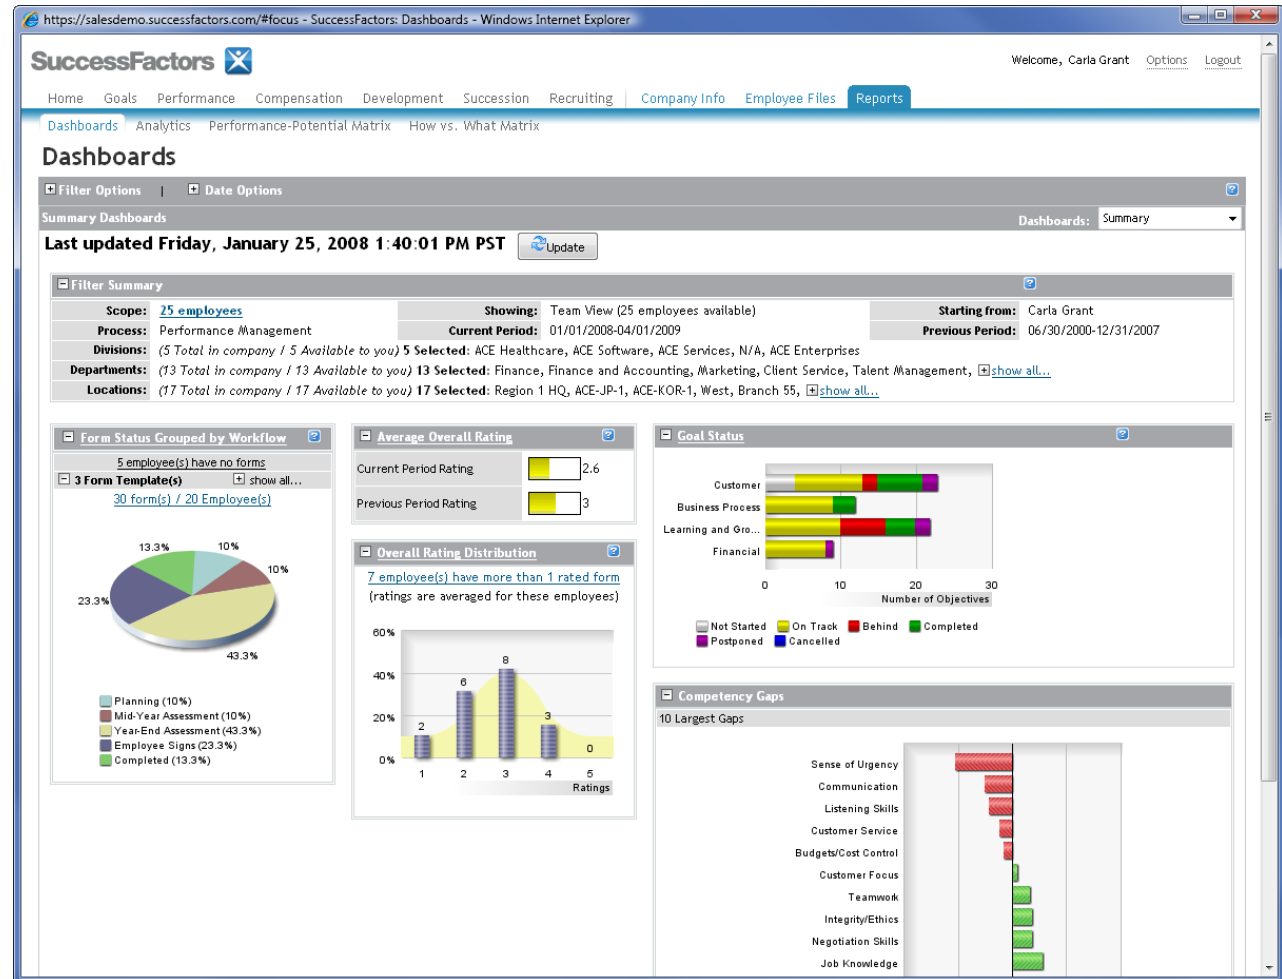 https://salesdemo.successfactors.com/#focus - SuccessFactors: Dashboards - Windows Internet Explorer
SuccessFactors
Welcome, Carla Grant Options Logout
Home Goals Performance Compensation Development Succession Recruiting Company Info Employee Files Reports
Dashboards Analytics Performance-Potential Matrix How vs. What Matrix
Dashboards
Filter Options | Date Options
Summary Dashboards Dashboards: Summary
Last updated Friday, January 25, 2008 1:40:01 PM PST Update
Filter Summary
Scope: 25 employees Showing: Team View (25 employees available) Starting from: Carla Grant
Process: Performance Management Current Period: 01/01/2008-04/01/2009 Previous Period: 06/30/2000-12/31/2007
Divisions: (5 Total in company / 5 Available to you) 5 Selected: ACE Healthcare, ACE Software, ACE Services, N/A, ACE Enterprises
Departments: (13 Total in company / 13 Available to you) 13 Selected: Finance, Finance and Accounting, Marketing, Client Service, Talent Management, show all...
Locations: (17 Total in company / 17 Available to you) 17 Selected: Region 1 HQ, ACE-JP-1, ACE-KOR-1, West, Branch 55, show all...
Form Status Grouped by Workflow
5 employee(s) have no forms
3 Form Template(s) show all...
30 form(s) / 20 Employee(s)
13.3% 10%
10%
23.3%
43.3%
Planning (10%)
Mid-Year Assessment (10%)
Year-End Assessment (43.3%)
Employee Signs (23.3%)
Completed (13.3%)
Average Overall Rating
Current Period Rating 2.6
Previous Period Rating 3
Overall Rating Distribution
7 employee(s) have more than 1 rated form
(ratings are averaged for these employees)
60%
40%
20%
0%
2 6 8 3 0
1 2 3 4 5
Ratings
Goal Status
Customer
Business Process
Learning and Gro...
Financial
0 10 20 30
Number of Objectives
Not Started On Track Behind Completed
Postponed Cancelled
Competency Gaps
10 Largest Gaps
Sense of Urgency
Communication
Listening Skills
Customer Service
Budgets/Cost Control
Customer Focus
Teamwork
Integrity/Ethics
Negotiation Skills
Job Knowledge